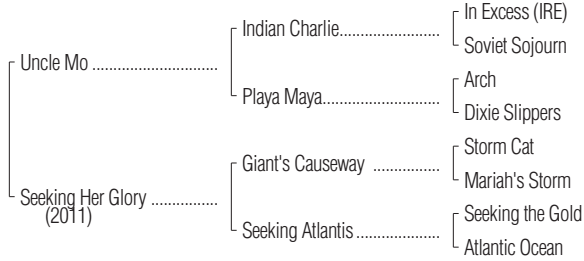 In Excess (IRE)
Indian Charlie
Soviet Sojourn
Uncle Mo
Arch
Playa Maya
Dixie Slippers
Storm Cat
Giant's Causeway
Mariah's Storm
Seeking Her Glory
(2011)
Seeking the Gold
Seeking Atlantis
Atlantic Ocean